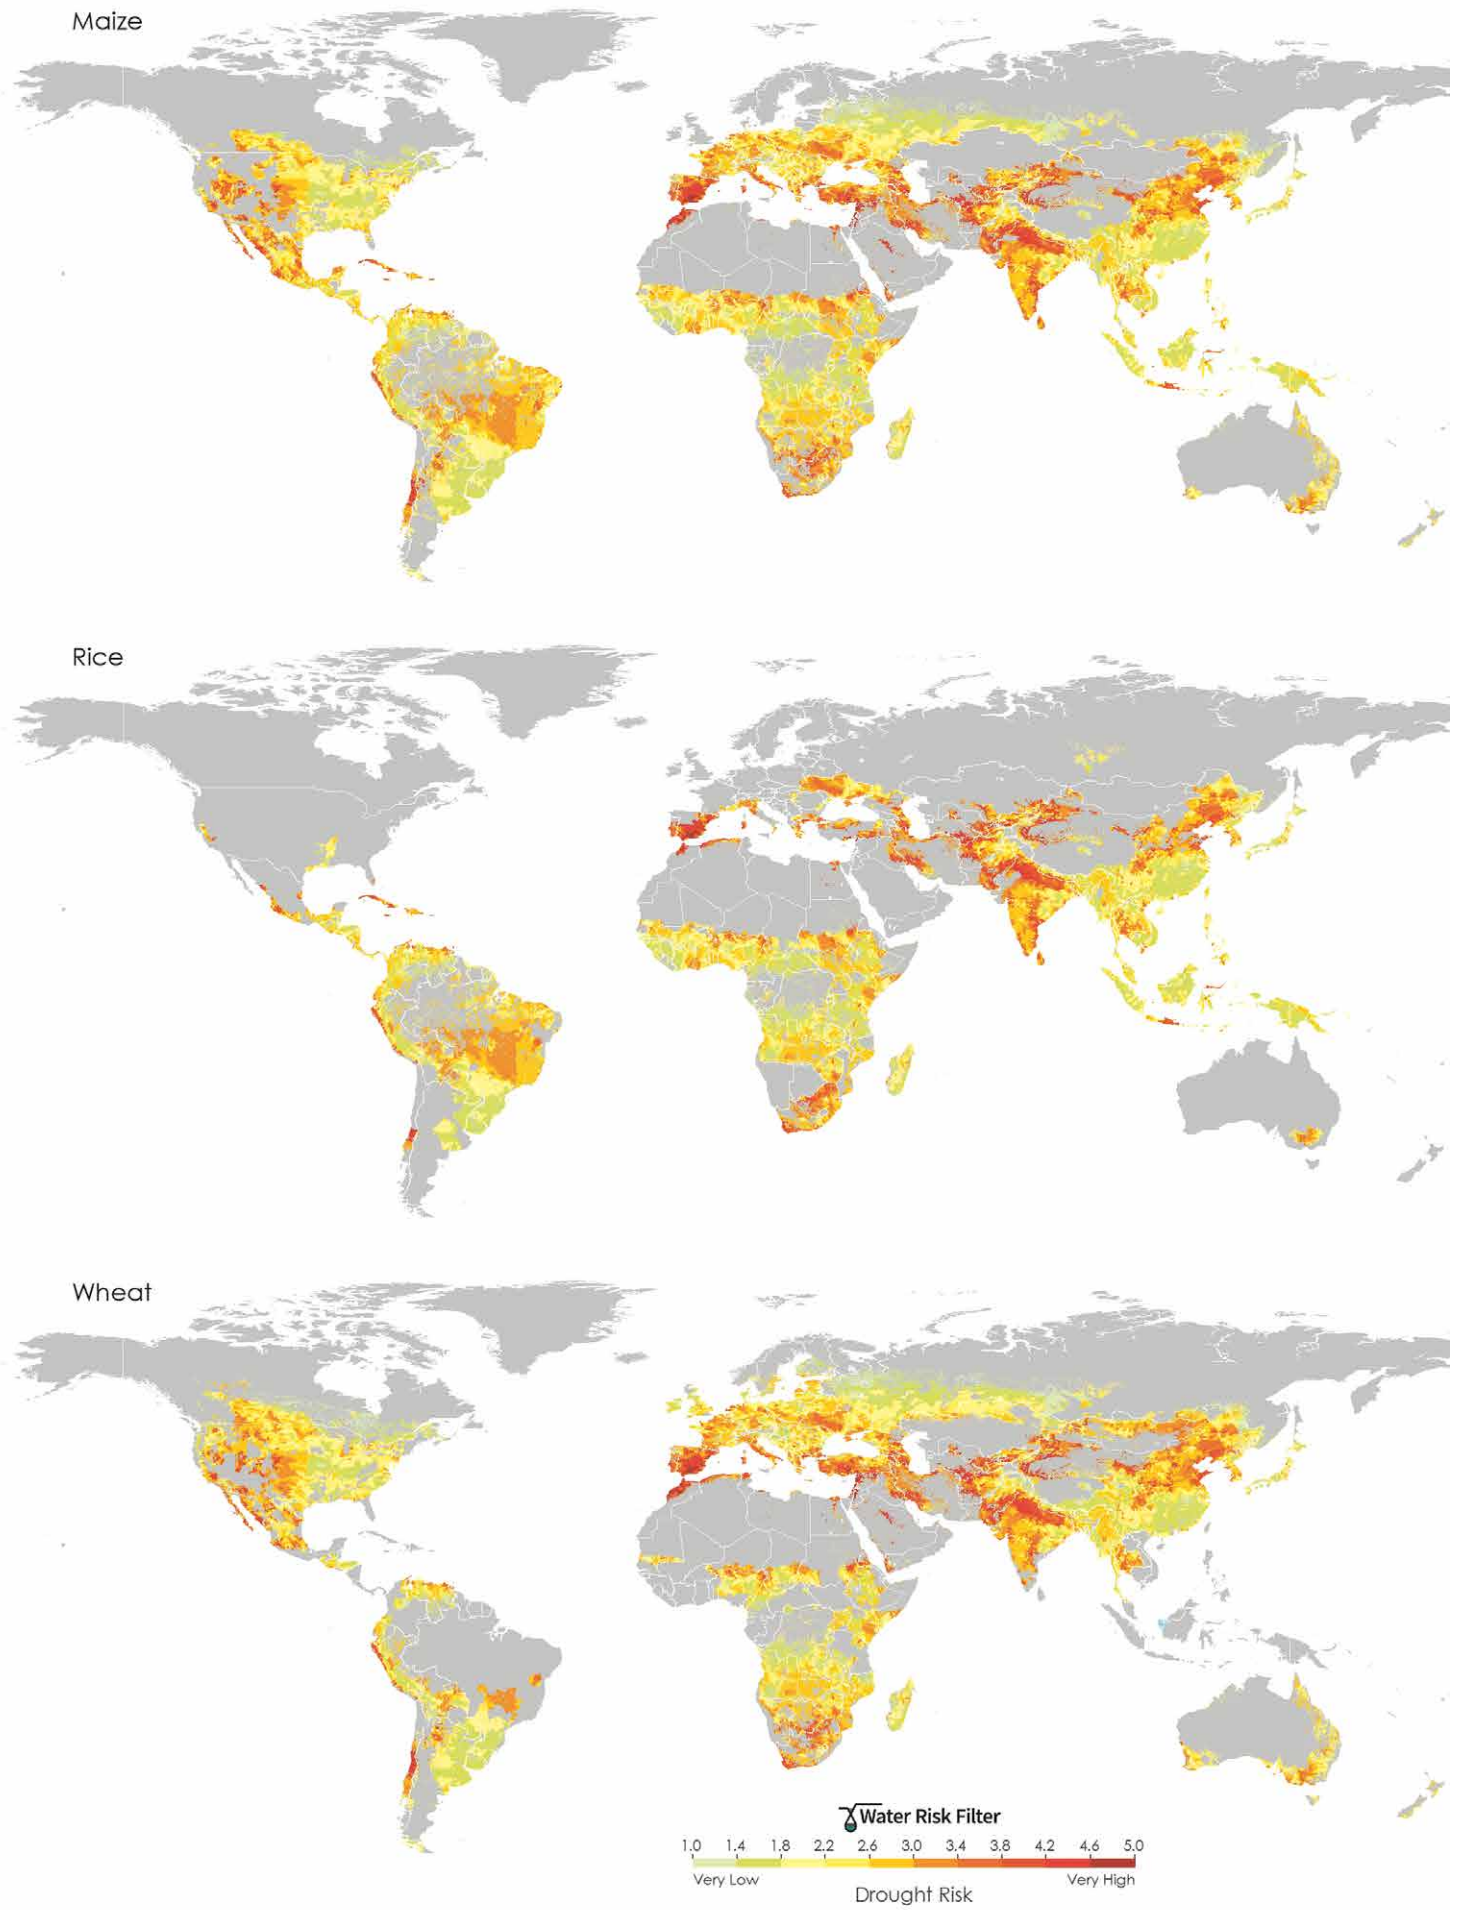 Maize
Rice
Wheat
Water Risk Filter
1.0 1.4 1.8 2.2 2.6 3.0 3.4 3.8 4.2 4.6 5.0
Very Low Very High
Drought Risk